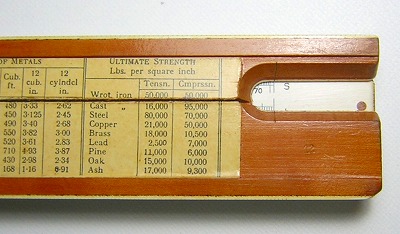 OF METALS
Cub. ft. 12 cub. in. 12 cylindcl in
480 3·33 2·62
450 3·125 2·45
490 3·40 2·68
550 3·82 3·00
520 3·61 2·83
710 4·93 3·87
430 2·98 2·34
168 1·16 0·91
ULTIMATE STRENGTH
Lbs. per square inch
Tensn. Cmprssn.
Wrot. iron 50,000 50,000
Cast „ 16,000 95,000
Steel 80,000 70,000
Copper 21,000 50,000
Brass 18,000 10,500
Lead 2,500 7,000
Pine 11,000 6,000
Oak 15,000 10,000
Ash 17,000 9,300
S
70